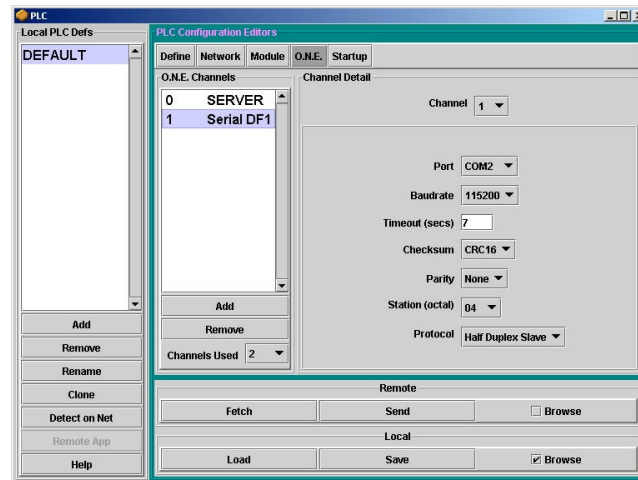 PLC
Local PLC Defs
DEFAULT
Add
Remove
Rename
Clone
Detect on Net
Remote App
Help
PLC Configuration Editors
Define Network Module O.N.E. Startup
O.N.E. Channels
0 SERVER
1 Serial DF1
Add
Remove
Channels Used 2
Channel Detail
Channel 1
Port COM2
Baudrate 115200
Timeout (secs) 7
Checksum CRC16
Parity None
Station (octal) 04
Protocol Half Duplex Slave
Remote
Fetch Send Browse
Local
Load Save Browse